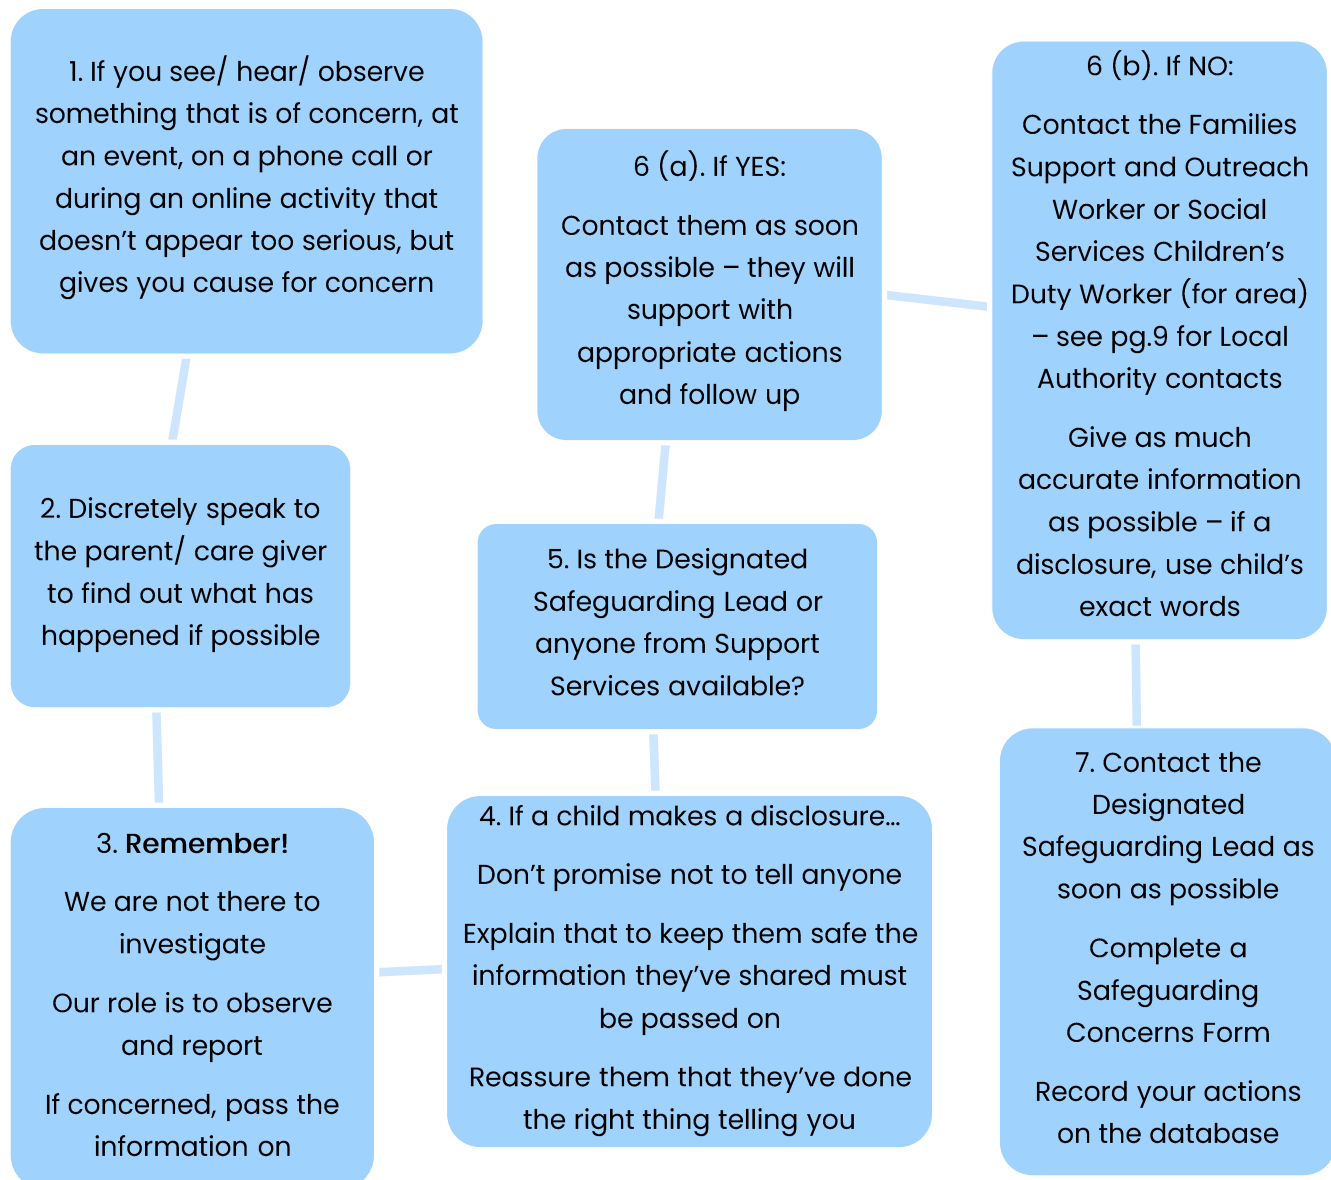 1. If you see/ hear/ observe
something that is of concern, at
an event, on a phone call or
during an online activity that
doesn’t appear too serious, but
gives you cause for concern
2. Discretely speak to
the parent/ care giver
to find out what has
happened if possible
3. Remember!
We are not there to
investigate
Our role is to observe
and report
If concerned, pass the
information on
4. If a child makes a disclosure...
Don’t promise not to tell anyone
Explain that to keep them safe the
information they’ve shared must
be passed on
Reassure them that they’ve done
the right thing telling you
5. Is the Designated
Safeguarding Lead or
anyone from Support
Services available?
6 (a). If YES:
Contact them as soon
as possible – they will
support with
appropriate actions
and follow up
6 (b). If NO:
Contact the Families
Support and Outreach
Worker or Social
Services Children’s
Duty Worker (for area)
– see pg.9 for Local
Authority contacts
Give as much
accurate information
as possible – if a
disclosure, use child’s
exact words
7. Contact the
Designated
Safeguarding Lead as
soon as possible
Complete a
Safeguarding
Concerns Form
Record your actions
on the database